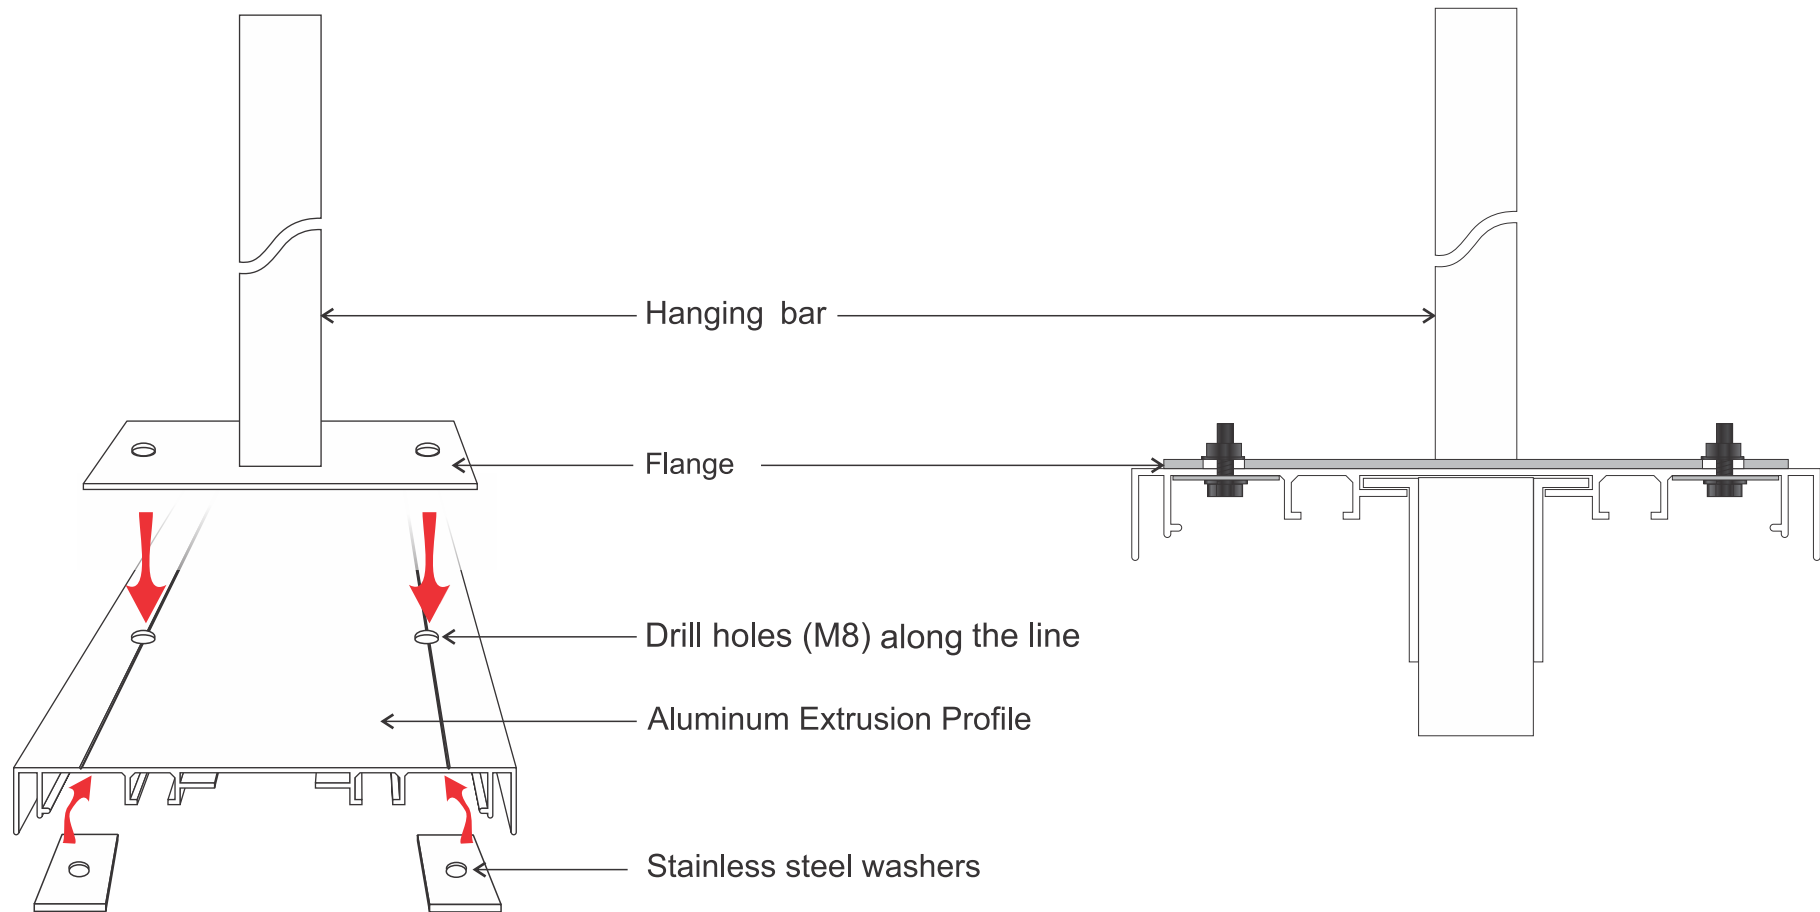 Hanging bar
Flange
Drill holes (M8) along the line
Aluminum Extrusion Profile
Stainless steel washers